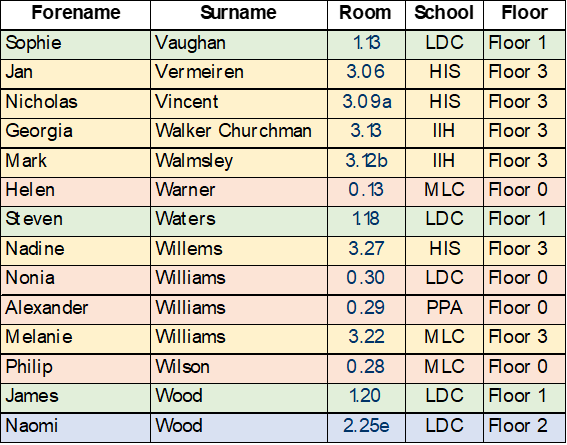 Forename Surname Room School Floor
Sophie Vaughan 1.13 LDC Floor 1
Jan Vermeiren 3.06 HIS Floor 3
Nicholas Vincent 3.09a HIS Floor 3
Georgia Walker Churchman 3.13 IIH Floor 3
Mark Walmsley 3.12b IIH Floor 3
Helen Warner 0.13 MLC Floor 0
Steven Waters 1.18 LDC Floor 1
Nadine Willems 3.27 HIS Floor 3
Nonia Williams 0.30 LDC Floor 0
Alexander Williams 0.29 PPA Floor 0
Melanie Williams 3.22 MLC Floor 3
Philip Wilson 0.28 MLC Floor 0
James Wood 1.20 LDC Floor 1
Naomi Wood 2.25e LDC Floor 2